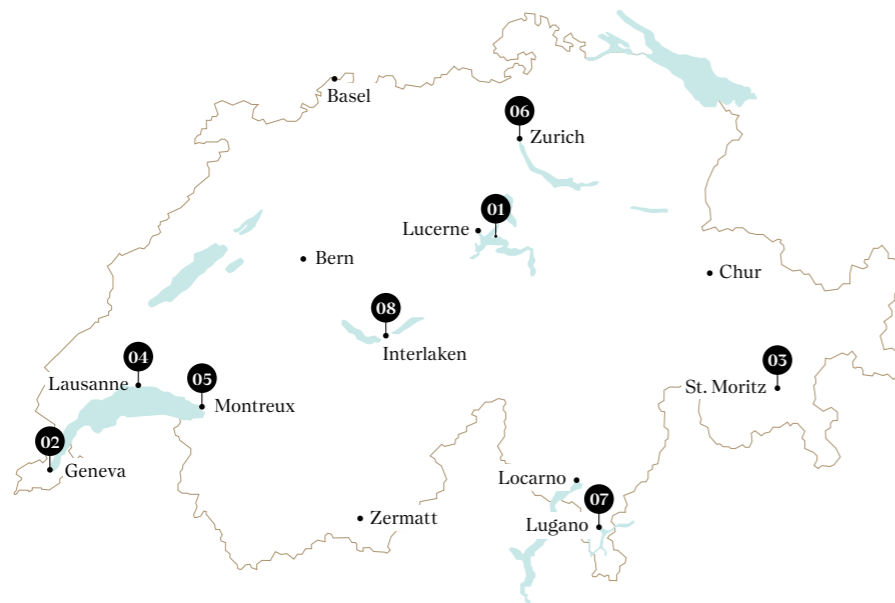 Basel
06
Zurich
01
Lucerne
Bern
Chur
08
Interlaken
04
Lausanne
05
Montreux
03
St. Moritz
02
Geneva
Locarno
07
Lugano
Zermatt